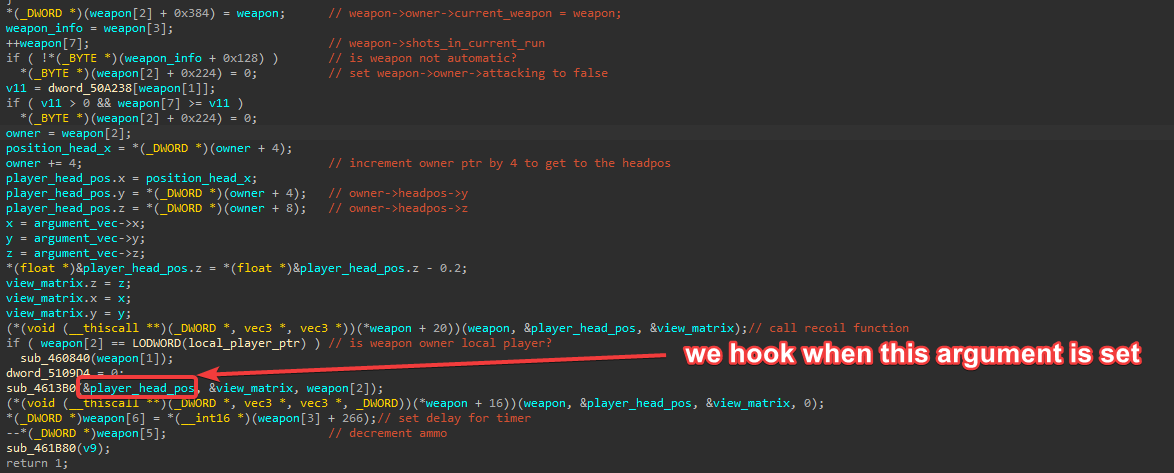 *(_DWORD *)(weapon[2] + 0x384) = weapon;      // weapon->owner->current_weapon = weapon;
weapon_info = weapon[3];
++weapon[7];                                  // weapon->shots_in_current_run
if ( !*(_BYTE *)(weapon_info + 0x128) )       // is weapon not automatic?
  *(_BYTE *)(weapon[2] + 0x224) = 0;          // set weapon->owner->attacking to false
v11 = dword_50A238[weapon[1]];
if ( v11 > 0 && weapon[7] >= v11 )
  *(_BYTE *)(weapon[2] + 0x224) = 0;
owner = weapon[2];
position_head_x = *(_DWORD *)(owner + 4);
owner += 4;                                   // increment owner ptr by 4 to get to the headpos
player_head_pos.x = position_head_x;
player_head_pos.y = *(_DWORD *)(owner + 4);   // owner->headpos->y
player_head_pos.z = *(_DWORD *)(owner + 8);   // owner->headpos->z
x = argument_vec->x;
y = argument_vec->y;
z = argument_vec->z;
*(float *)&player_head_pos.z = *(float *)&player_head_pos.z - 0.2;
view_matrix.z = z;
view_matrix.x = x;
view_matrix.y = y;
(*(void (__thiscall **)(_DWORD *, vec3 *, vec3 *))(*weapon + 20))(weapon, &player_head_pos, &view_matrix);// call recoil function
if ( weapon[2] == LODWORD(local_player_ptr) ) // is weapon owner local player?
  sub_460840(weapon[1]);
we hook when this argument is set
dword_5109D4 = 0;
sub_4613B0(&player_head_pos, &view_matrix, weapon[2]);
(*(void (__thiscall **)(_DWORD *, vec3 *, vec3 *, _DWORD))(*weapon + 16))(weapon, &player_head_pos, &view_matrix, 0);
*(_DWORD *)weapon[6] = *(__int16 *)(weapon[3] + 266);// set delay for timer
--*(_DWORD *)weapon[5];                       // decrement ammo
sub_461B80(v9);
return 1;